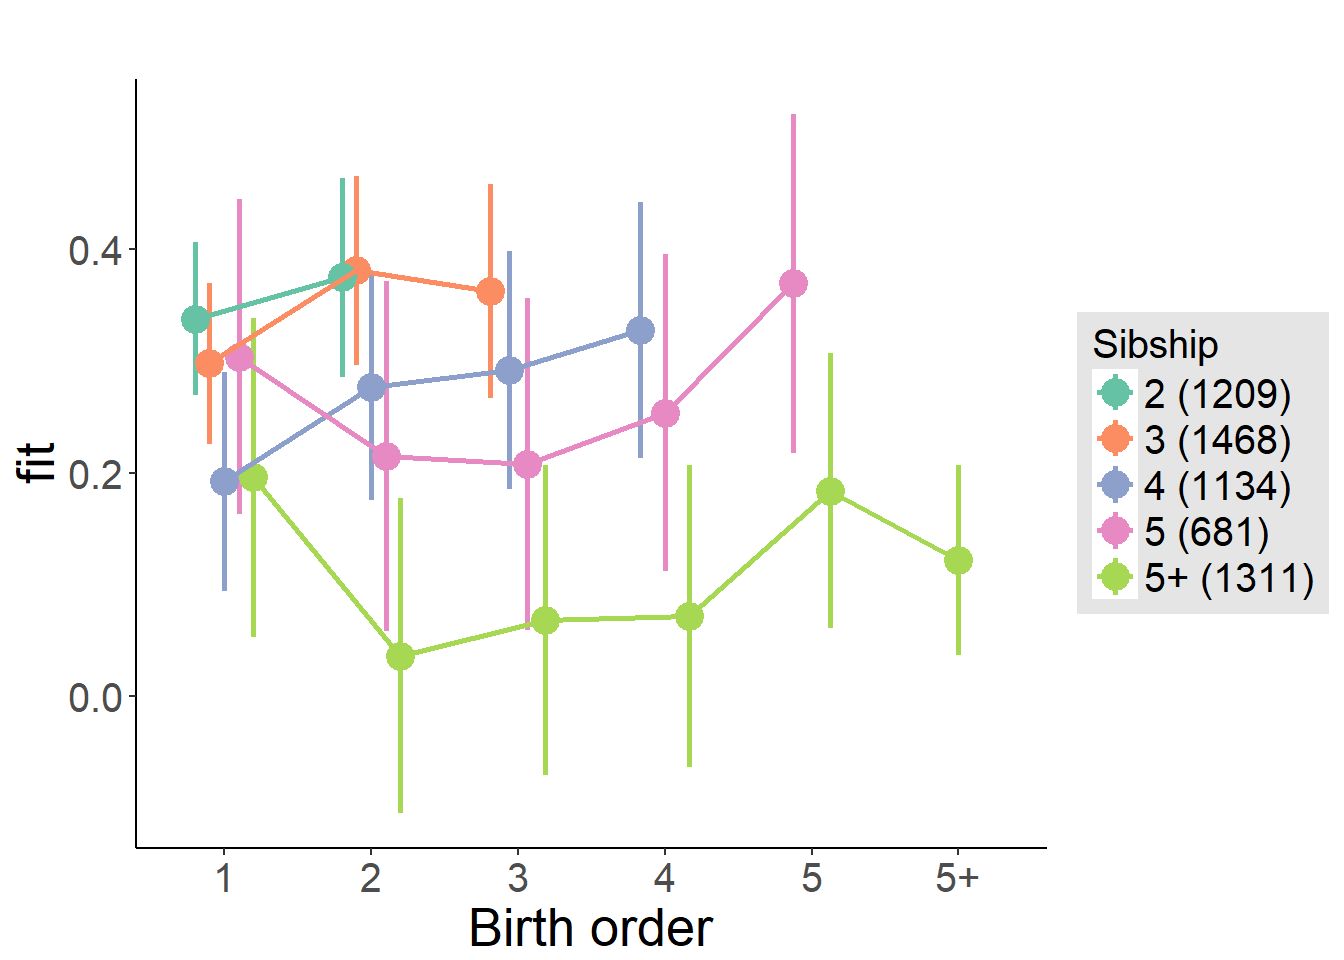 fit
0.4
0.2
0.0
1 2 3 4 5 5+
Birth order
Sibship
2 (1209)
3 (1468)
4 (1134)
5 (681)
5+ (1311)